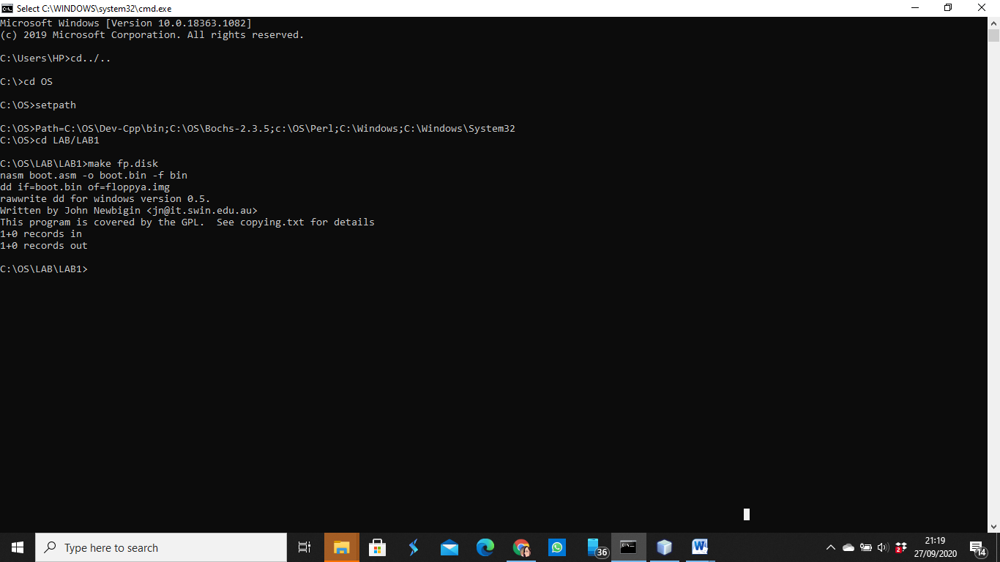 Select C:\WINDOWS\system32\cmd.exe
Microsoft Windows [Version 10.0.18363.1082]
(c) 2019 Microsoft Corporation. All rights reserved.
C:\Users\HP>cd../..
C:\>cd OS
C:\OS>setpath
C:\OS>Path=C:\OS\Dev-Cpp\bin;C:\OS\Bochs-2.3.5;c:\OS\Perl;C:\Windows;C:\Windows\System32
C:\OS>cd LAB/LAB1
C:\OS\LAB\LAB1>make fp.disk
nasm boot.asm -o boot.bin -f bin
dd if=boot.bin of=floppya.img
rawwrite dd for windows version 0.5.
Written by John Newbigin <jn@it.swin.edu.au>
This program is covered by the GPL.  See copying.txt for details
1+0 records in
1+0 records out
C:\OS\LAB\LAB1>
Type here to search
36
2
21:19
27/09/2020
14